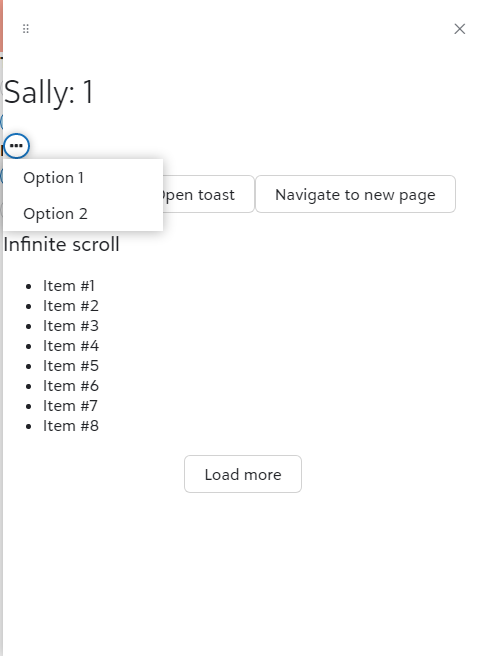 Sally: 1
Option 1
Option 2
Open toast
Navigate to new page
Infinite scroll
Item #1
Item #2
Item #3
Item #4
Item #5
Item #6
Item #7
Item #8
Load more